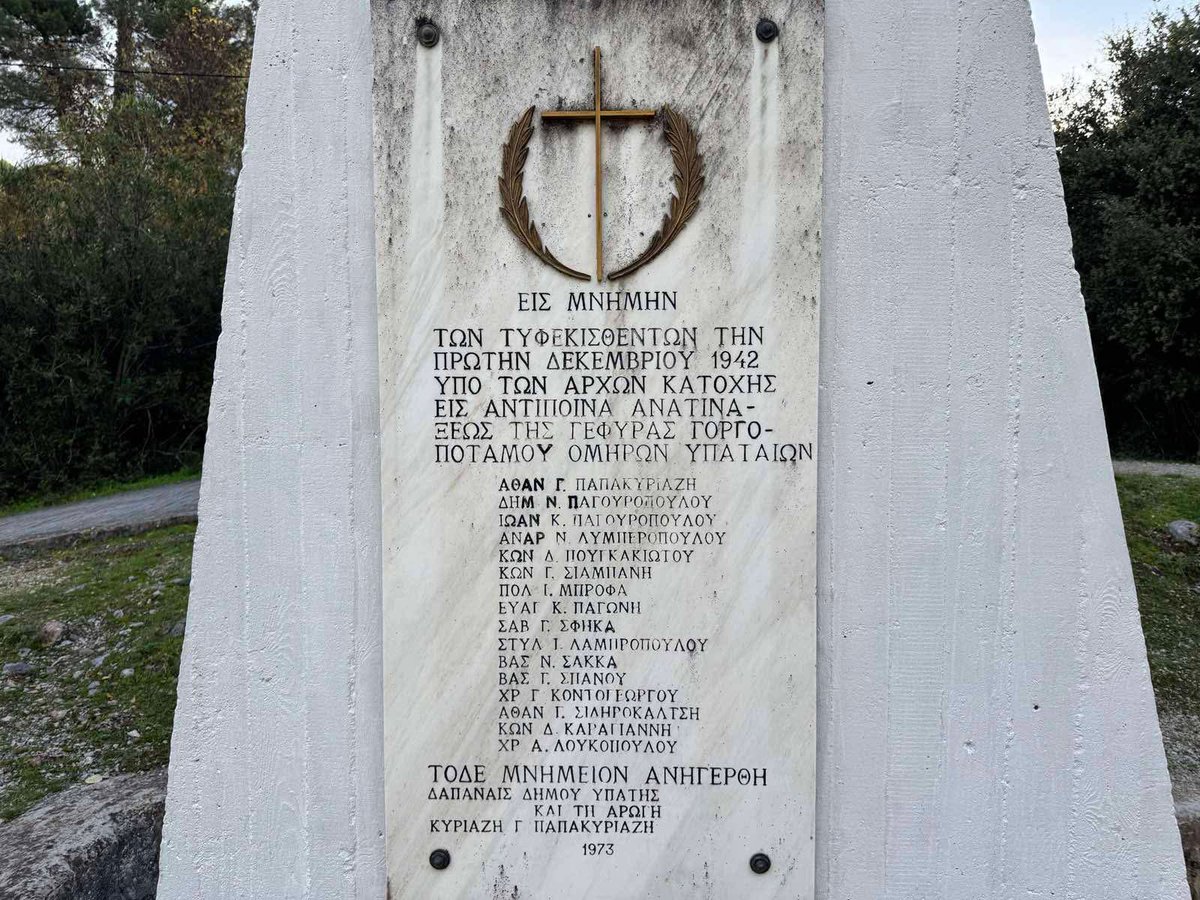 ΕΙΣ ΜΝΗΜΗΝ
ΤΩΝ ΤΥΦΕΚΙΣΘΕΝΤΩΝ ΤΗΝ
ΠΡΩΤΗΝ ΔΕΚΕΜΒΡΙΟΥ 1942
ΥΠΟ ΤΩΝ ΑΡΧΩΝ ΚΑΤΟΧΗΣ
ΕΙΣ ΑΝΤΙΠΟΙΝΑ ΑΝΑΤΙΝΑ-
ΞΕΩΣ ΤΗΣ ΓΕΦΥΡΑΣ ΓΟΡΓΟ-
ΠΟΤΑΜΟΥ ΟΜΗΡΩΝ ΥΠΑΤΑΙΩΝ
ΑΘΑΝ Γ. ΠΑΠΑΚΥΡΙΑΖΗ
ΔΗΜ Ν. ΠΑΓΟΥΡΟΠΟΥΛΟΥ
ΙΩΑΝ Κ. ΠΑΓΟΥΡΟΠΟΥΛΟΥ
ΑΝΑΡ Ν. ΛΥΜΠΕΡΟΠΟΥΛΟΥ
ΚΩΝ Δ. ΠΟΥΓΚΑΚΙΩΤΟΥ
ΚΩΝ Γ. ΣΙΑΜΠΑΝΗ
ΠΟΛ Ι. ΜΠΡΟΦΑ
ΕΥΑΓ Κ. ΠΑΓΩΝΗ
ΣΑΒ Γ. ΣΦΗΚΑ
ΣΤΥΛ Ι. ΛΑΜΠΡΟΠΟΥΛΟΥ
ΒΑΣ Ν. ΣΑΚΚΑ
ΒΑΣ Γ. ΣΠΑΝΟΥ
ΧΡ Γ. ΚΟΝΤΟΓΕΩΡΓΟΥ
ΑΘΑΝ Γ. ΣΙΔΗΡΟΚΑΛΤΣΗ
ΚΩΝ Δ. ΚΑΡΑΓΙΑΝΝΗ
ΧΡ Α. ΛΟΥΚΟΠΟΥΛΟΥ
ΤΟΔΕ ΜΝΗΜΕΙΟΝ ΑΝΗΓΕΡΘΗ
ΔΑΠΑΝΑΙΣ ΔΗΜΟΥ ΥΠΑΤΗΣ
ΚΑΙ ΤΗ ΑΡΩΓΗ
ΚΥΡΙΑΖΗ Γ ΠΑΠΑΚΥΡΙΑΖΗ
1973